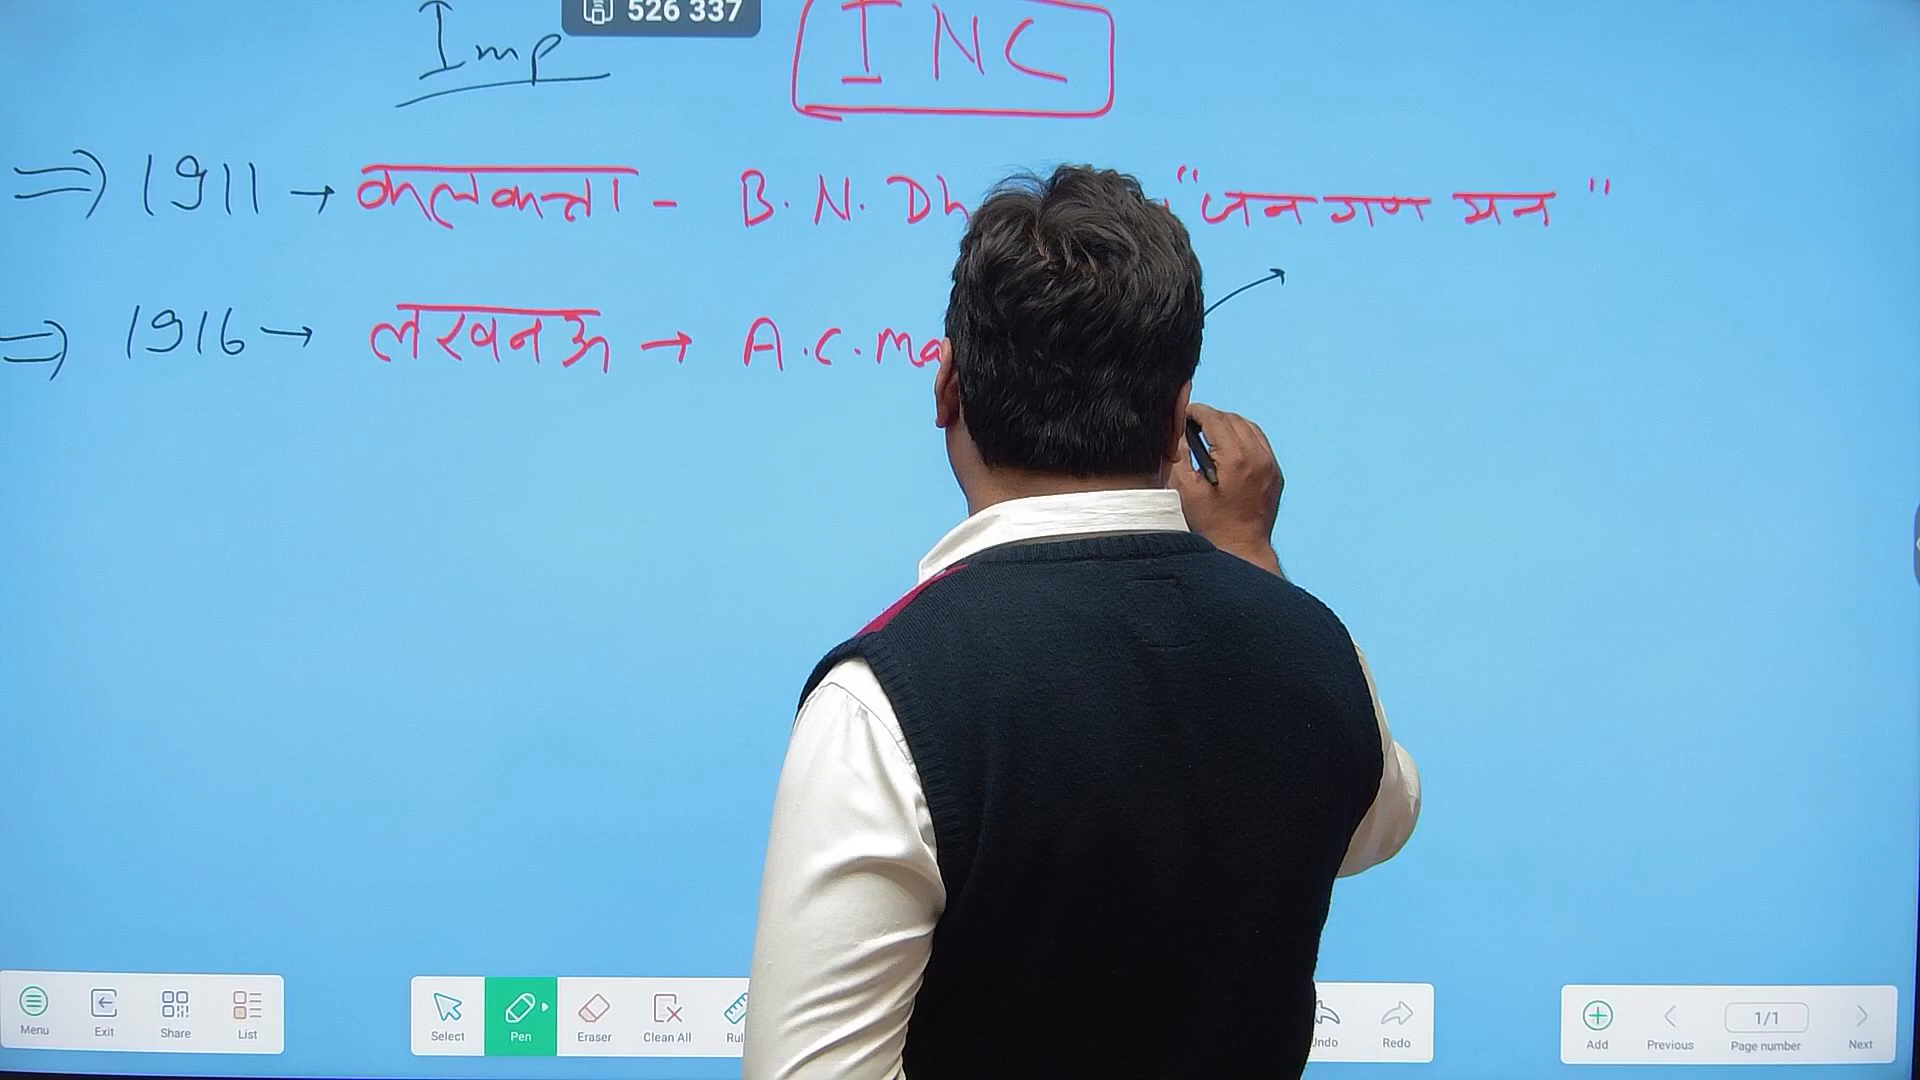 526 337
Imp INC
⇒ 1911 → कलकत्ता - B. N. Dh "जन गण मन"
⇒ 1916 → लखनऊ → A.C. Ma
Menu Exit Share List Select Pen Eraser Clean All Rul Undo Redo Add Previous 1/1 Page number Next